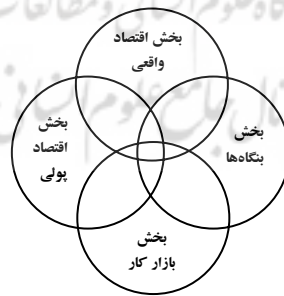 بخش اقتصاد
واقعی
بخش
بنگاه‌ها
بخش
اقتصاد
پولی
بخش
بازار کار